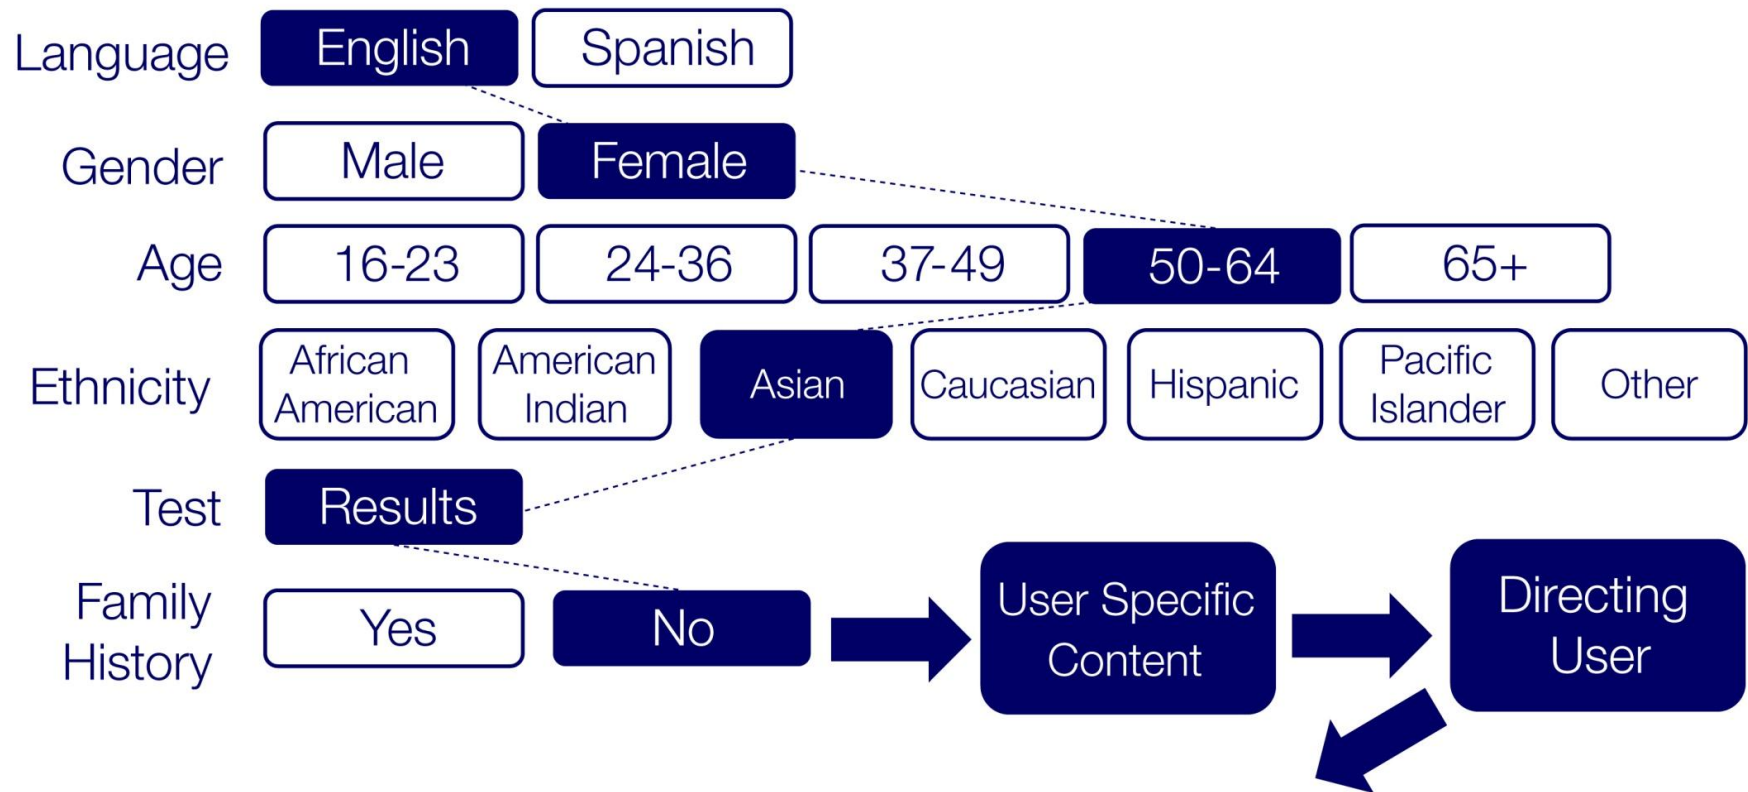 Language English Spanish
Gender Male Female
Age 16-23 24-36 37-49 50-64 65+
Ethnicity African American American Indian Asian Caucasian Hispanic Pacific Islander Other
Test Results
Family History Yes No User Specific Content Directing User